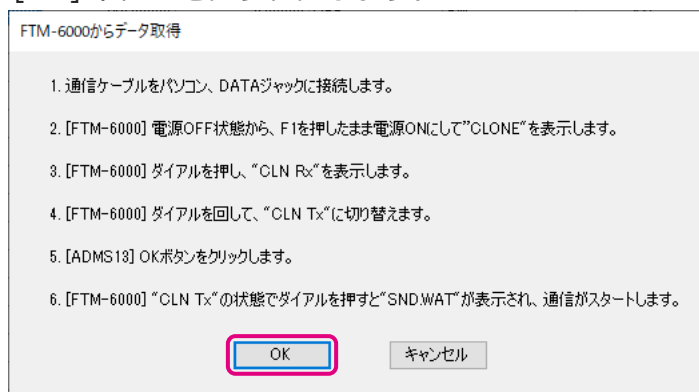 FTM-6000からデータ取得
1. 通信ケーブルをパソコン、DATAジャックに接続します。
2. [FTM-6000] 電源OFF状態から、F1を押したまま電源ONにして”CLONE”を表示します。
3. [FTM-6000] ダイアルを押し、“CLN Rx”を表示します。
4. [FTM-6000] ダイアルを回して、“CLN Tx”に切り替えます。
5. [ADMS13] OKボタンをクリックします。
6. [FTM-6000] “CLN Tx”の状態でダイアルを押すと“SND.WAT”が表示され、通信がスタートします。
OK キャンセル